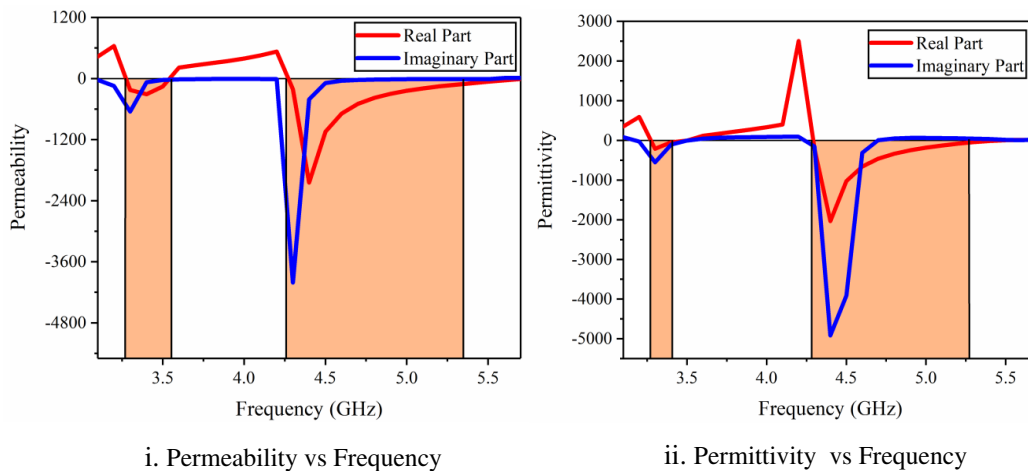 1200
0
-1200
-2400
-3600
-4800
Permeability
Real Part
Imaginary Part
3.5
4.0
4.5
5.0
5.5
Frequency (GHz)
i. Permeability vs Frequency
3000
2000
1000
0
-1000
-2000
-3000
-4000
-5000
Permittivity
Real Part
Imaginary Part
3.5
4.0
4.5
5.0
5.5
Frequency (GHz)
ii. Permittivity vs Frequency